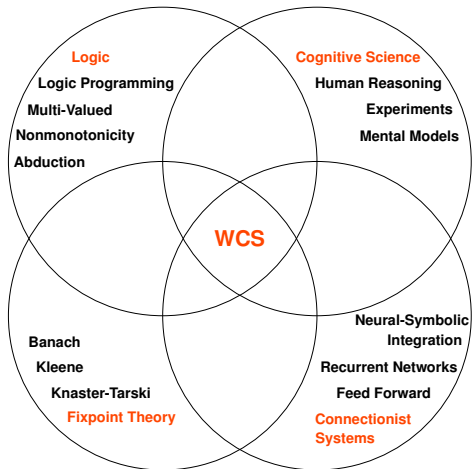 Logic
Logic Programming
Multi-Valued
Nonmonotonicity
Abduction
Cognitive Science
Human Reasoning
Experiments
Mental Models
WCS
Banach
Kleene
Knaster-Tarski
Fixpoint Theory
Neural-Symbolic
Integration
Recurrent Networks
Feed Forward
Connectionist
Systems